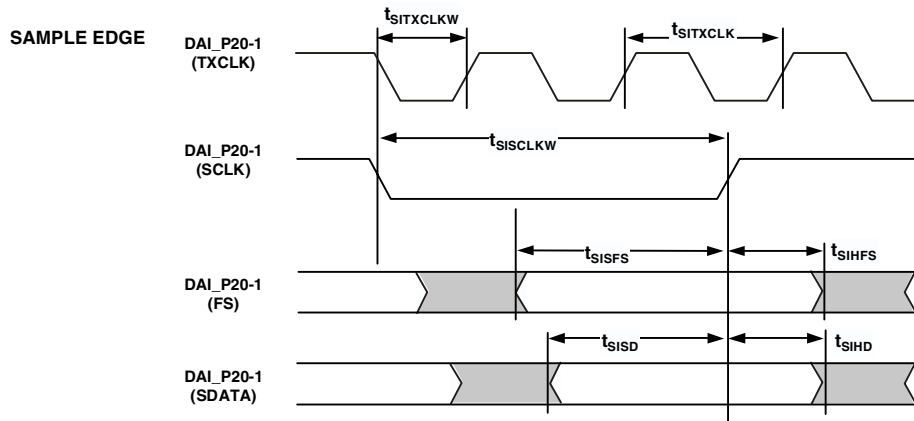 SAMPLE EDGE
DAI_P20-1
(TXCLK)
tSITXCLKW
tSITXCLK
DAI_P20-1
(SCLK)
tSISCLKW
DAI_P20-1
(FS)
tSISFS
tSIHFS
DAI_P20-1
(SDATA)
tSISD
tSIHD